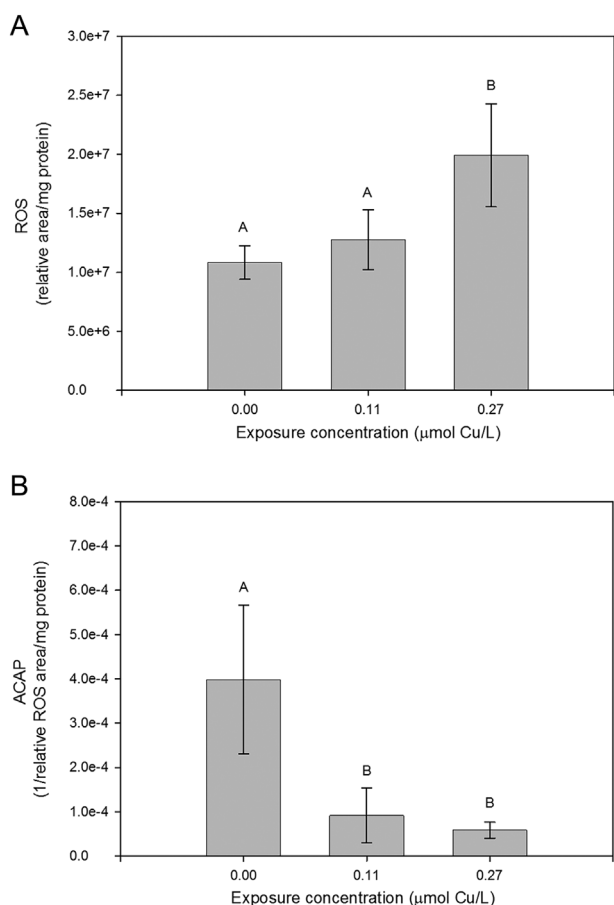 A
3.0e+7
2.5e+7
2.0e+7
1.5e+7
1.0e+7
5.0e+6
0.0
ROS
(relative area/mg protein)
A
A
B
0.00
0.11
0.27
Exposure concentration (μmol Cu/L)
B
8.0e-4
7.0e-4
6.0e-4
5.0e-4
4.0e-4
3.0e-4
2.0e-4
1.0e-4
0.0
ACAP
(1/relative ROS area/mg protein)
A
B
B
0.00
0.11
0.27
Exposure concentration (μmol Cu/L)